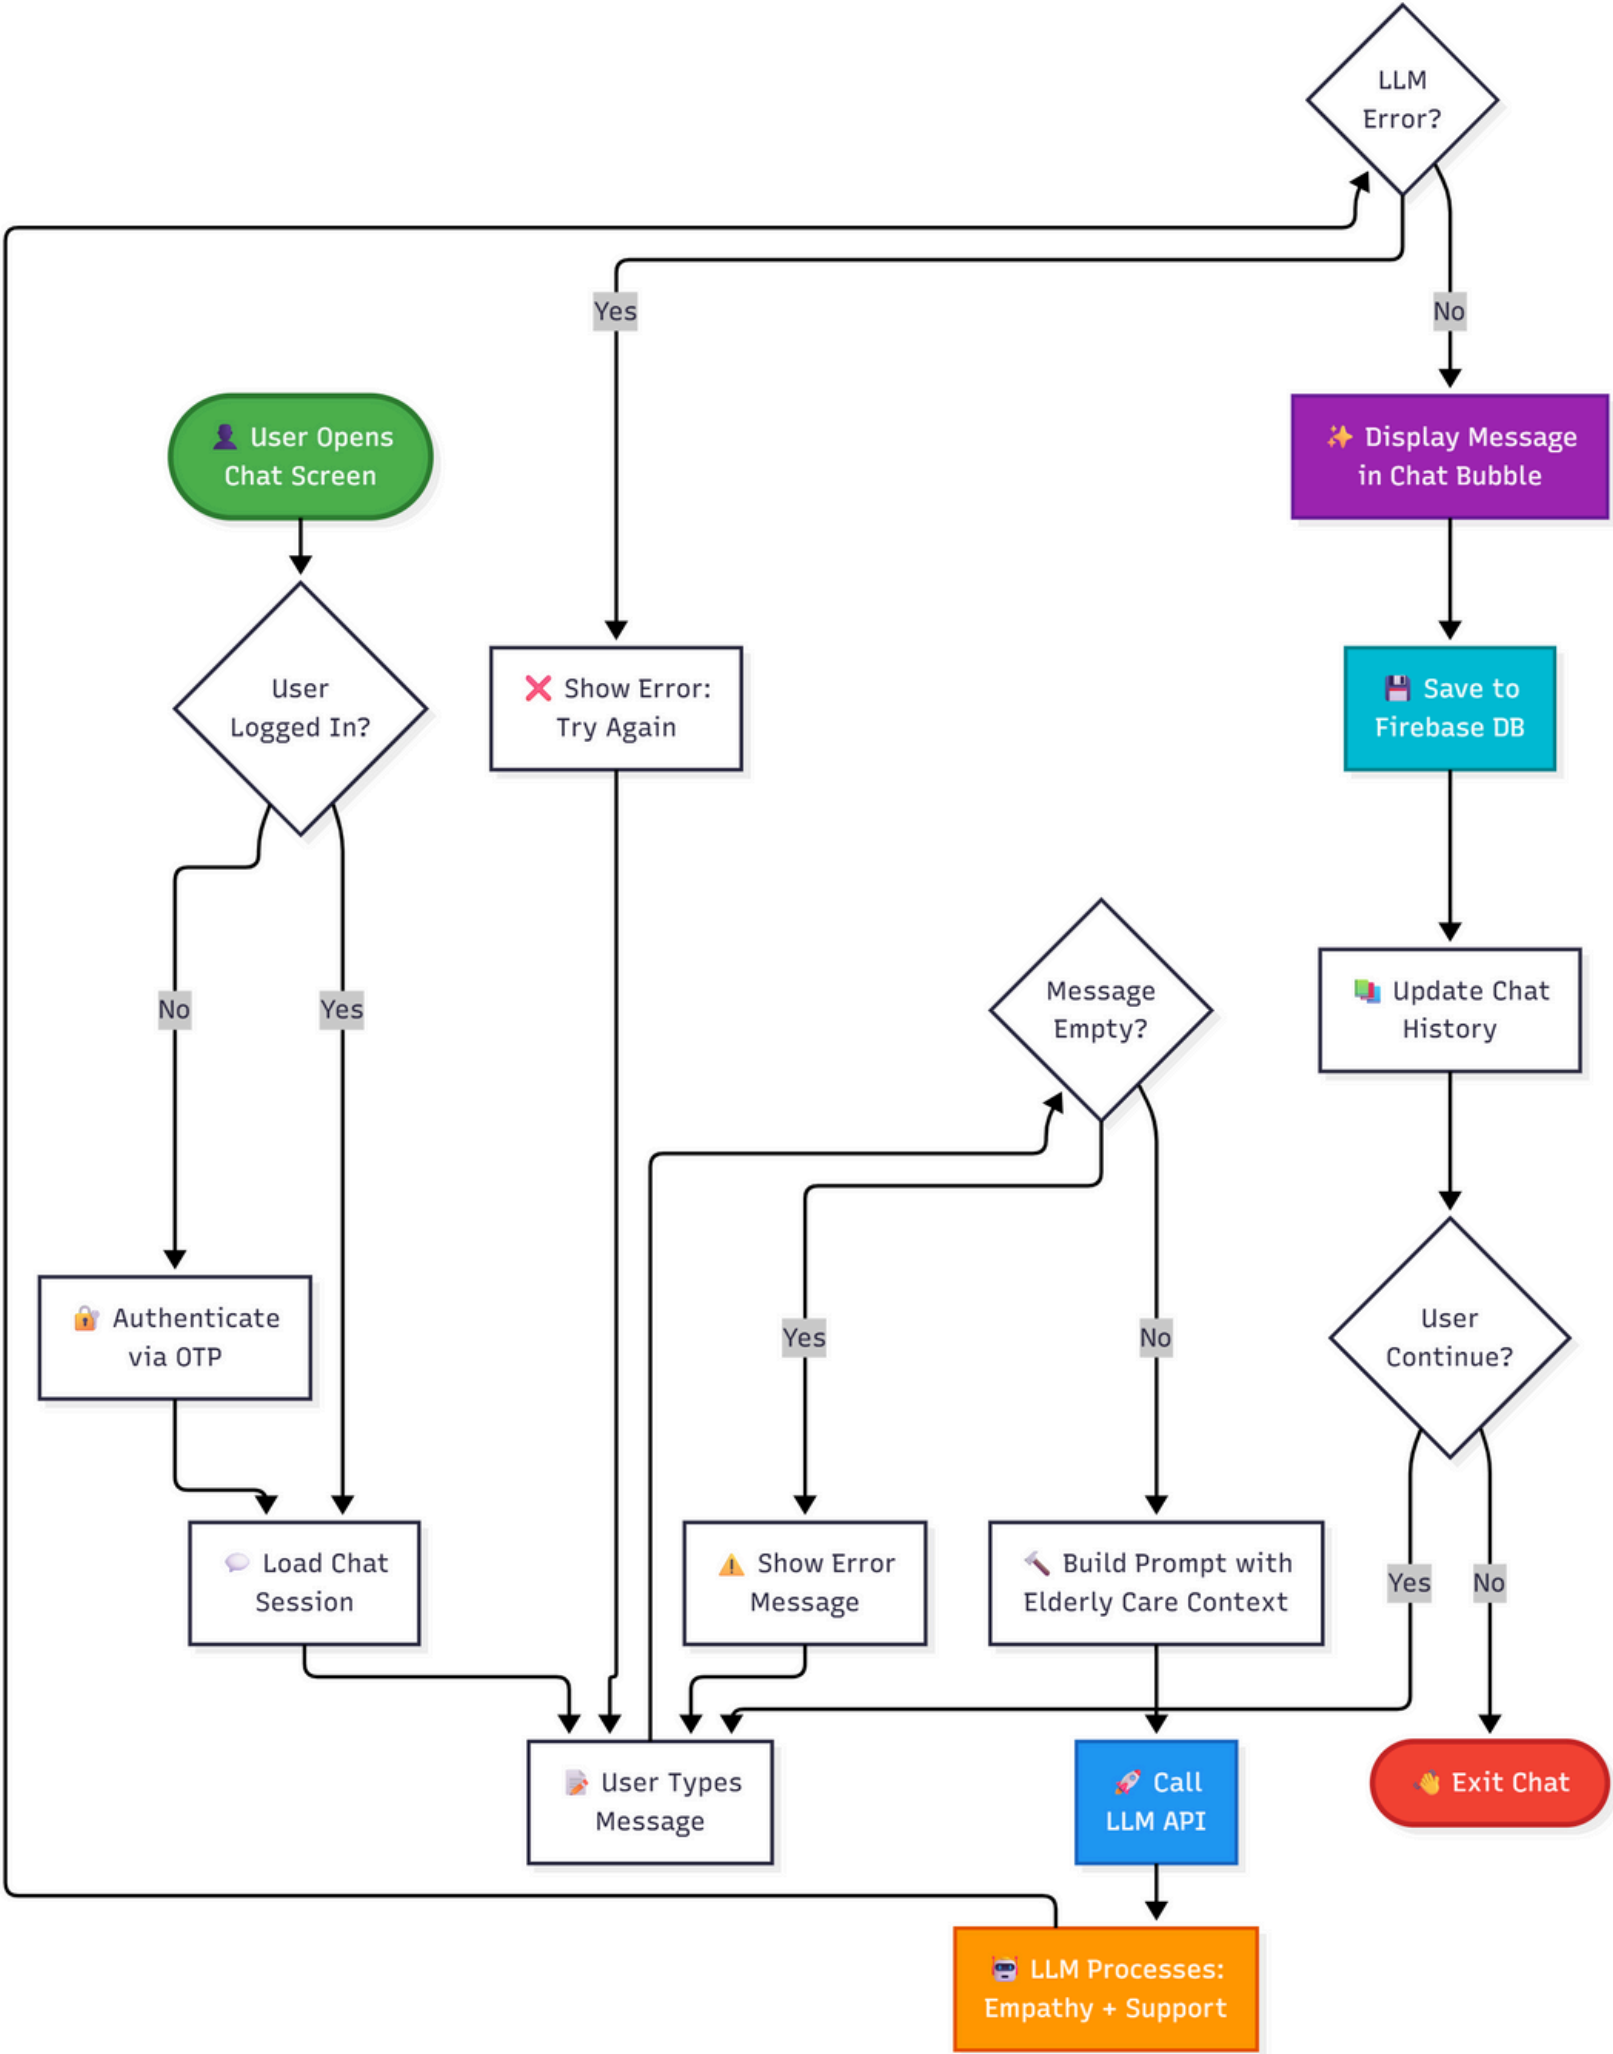 LLM
Error?
Yes
No
👤 User Opens
Chat Screen
✨ Display Message
in Chat Bubble
User
Logged In?
❌ Show Error:
Try Again
💾 Save to
Firebase DB
No
Yes
Message
Empty?
📚 Update Chat
History
🔐 Authenticate
via OTP
Yes
No
User
Continue?
💬 Load Chat
Session
⚠️ Show Error
Message
🔨 Build Prompt with
Elderly Care Context
Yes
No
📝 User Types
Message
🚀 Call
LLM API
👋 Exit Chat
🤖 LLM Processes:
Empathy + Support